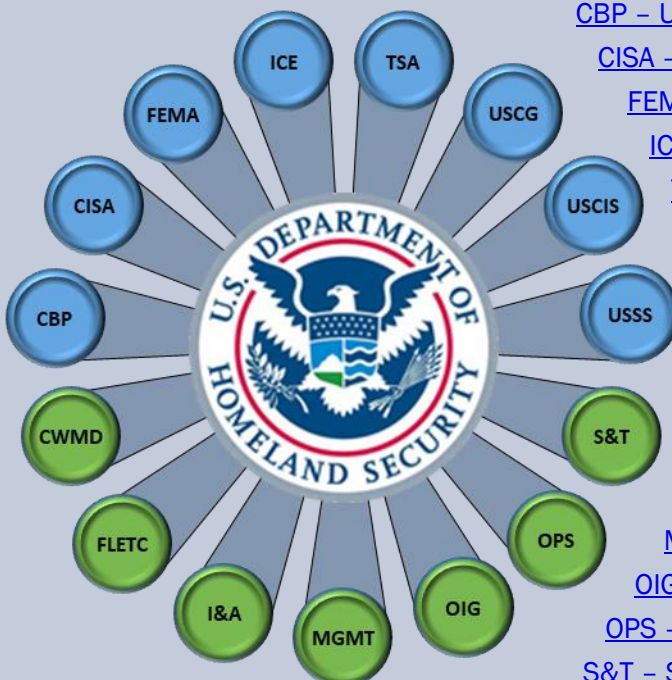 ICE
TSA
FEMA
USCG
CISA
USCIS
CBP
USSS
CWMD
S&T
FLETC
OPS
I&A
OIG
MGMT
U.S. DEPARTMENT OF
HOMELAND SECURITY
CBP – U
CISA –
FEM
IC
M
OIG
OPS -
S&T – S